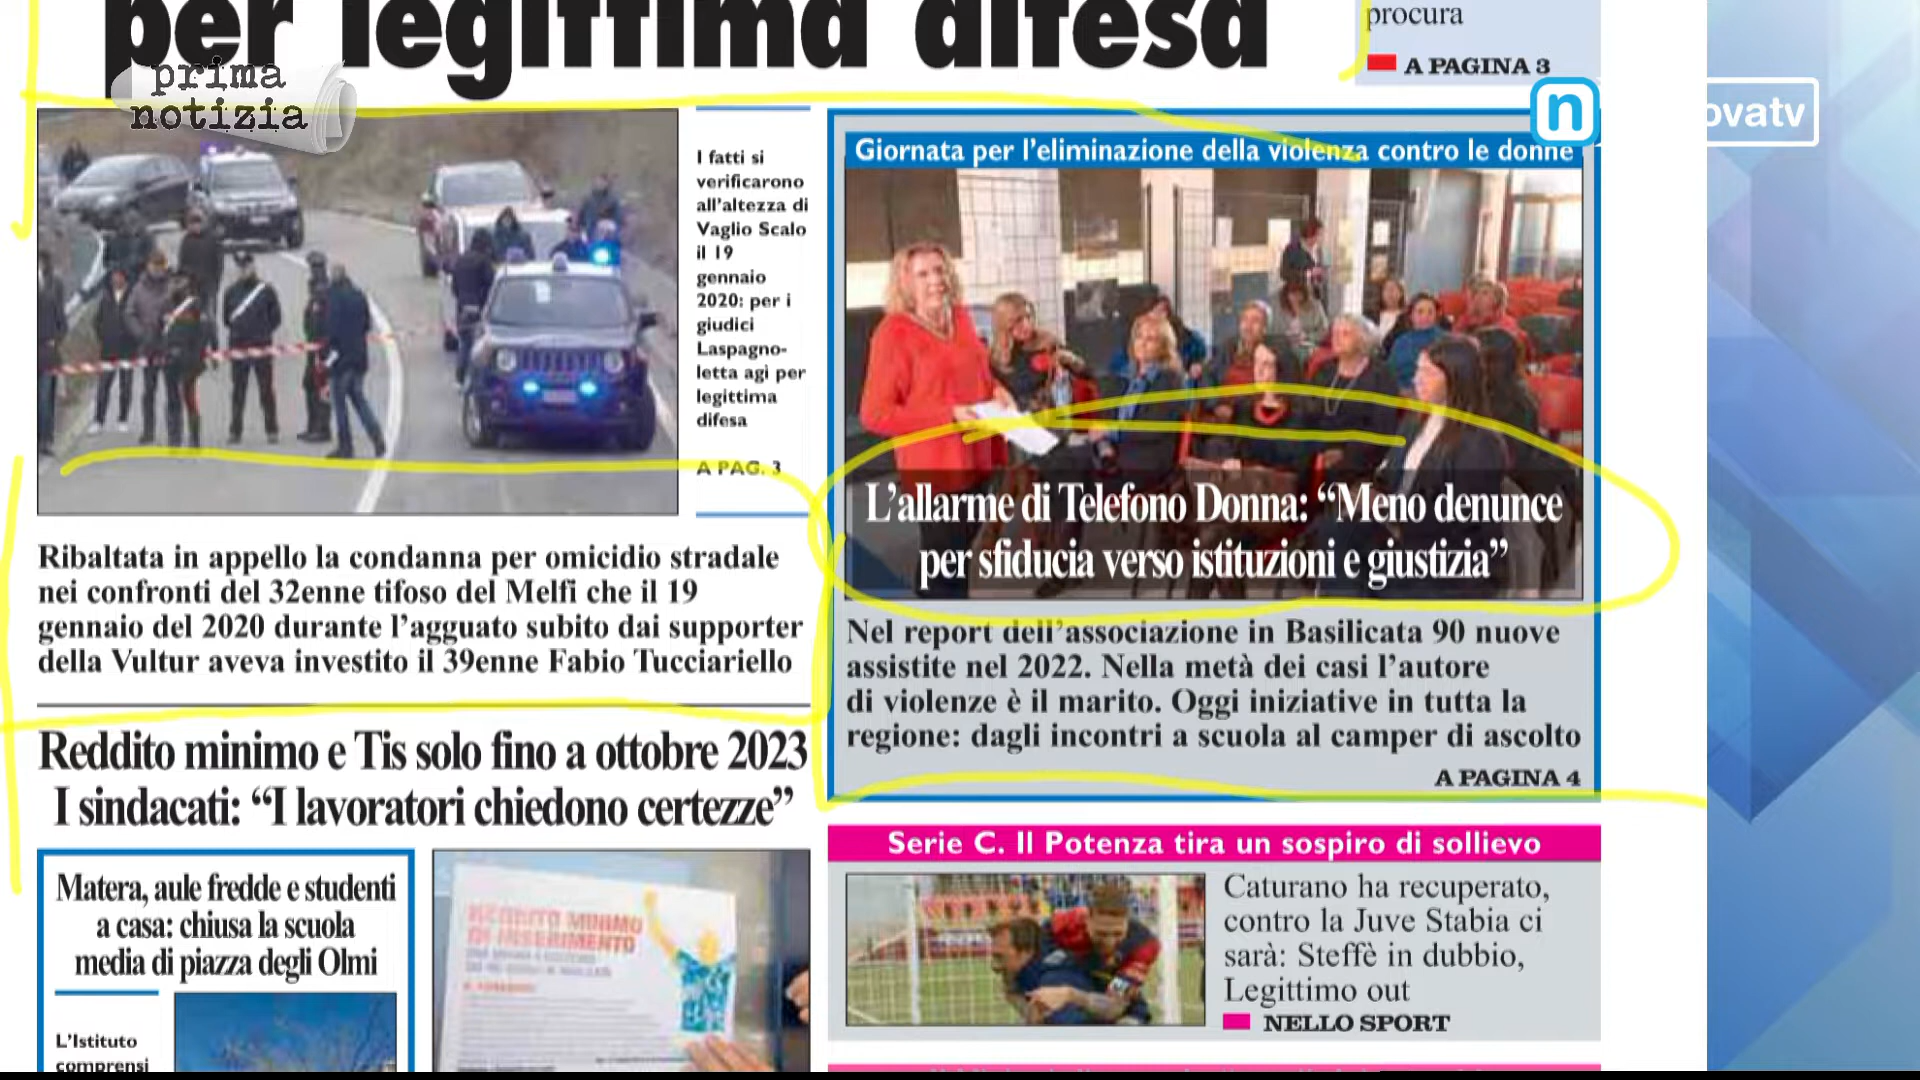 per legittima difesa
procura
A PAGINA 3
prima
notizia
n
ovatv
I fatti si
verificarono
all'altezza di
Vaglio Scalo
il 19
gennaio
2020: per i
giudici
Laspagno-
letta agì per
legittima
difesa
A PAG. 3
Ribaltata in appello la condanna per omicidio stradale
nei confronti del 32enne tifoso del Melfi che il 19
gennaio del 2020 durante l'agguato subito dai supporter
della Vultur aveva investito il 39enne Fabio Tucciariello
Giornata per l'eliminazione della violenza contro le donne
L'allarme di Telefono Donna: “Meno denunce
per sfiducia verso istituzioni e giustizia”
Nel report dell'associazione in Basilicata 90 nuove
assistite nel 2022. Nella metà dei casi l'autore
di violenze è il marito. Oggi iniziative in tutta la
regione: dagli incontri a scuola al camper di ascolto
A PAGINA 4
Reddito minimo e Tis solo fino a ottobre 2023
I sindacati: “I lavoratori chiedono certezze”
Matera, aule fredde e studenti
a casa: chiusa la scuola
media di piazza degli Olmi
L'Istituto
comprensi
REDDITO MINIMO
DI INSERIMENTO
Serie C. Il Potenza tira un sospiro di sollievo
Caturano ha recuperato,
contro la Juve Stabia ci
sarà: Steffè in dubbio,
Legittimo out
NELLO SPORT